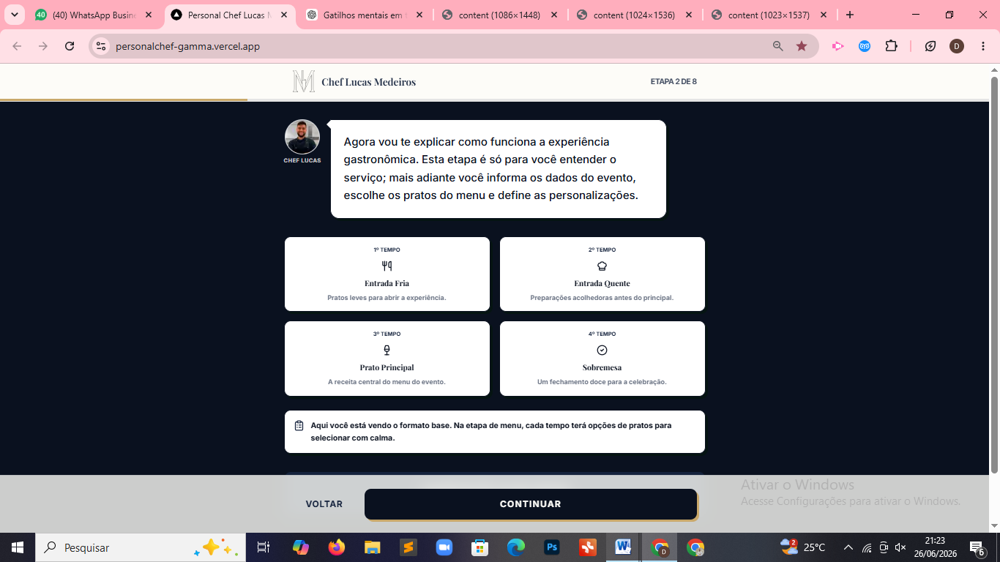 (40) WhatsApp Busine
Personal Chef Lucas M
Gatilhos mentais em t
content (1086×1448)
content (1024×1536)
content (1023×1537)
personalchef-gamma.vercel.app
D
Chef Lucas Medeiros
ETAPA 2 DE 8
CHEF LUCAS
Agora vou te explicar como funciona a experiência
gastronômica. Esta etapa é só para você entender o
serviço; mais adiante você informa os dados do evento,
escolhe os pratos do menu e define as personalizações.
1º TEMPO
Entrada Fria
Pratos leves para abrir a experiência.
2º TEMPO
Entrada Quente
Preparações acolhedoras antes do principal.
3º TEMPO
Prato Principal
A receita central do menu do evento.
4º TEMPO
Sobremesa
Um fechamento doce para a celebração.
Aqui você está vendo o formato base. Na etapa de menu, cada tempo terá opções de pratos para
selecionar com calma.
VOLTAR
CONTINUAR
Ativar o Windows
Acesse Configurações para ativar o Windows.
Pesquisar
25°C
21:23
26/06/2026